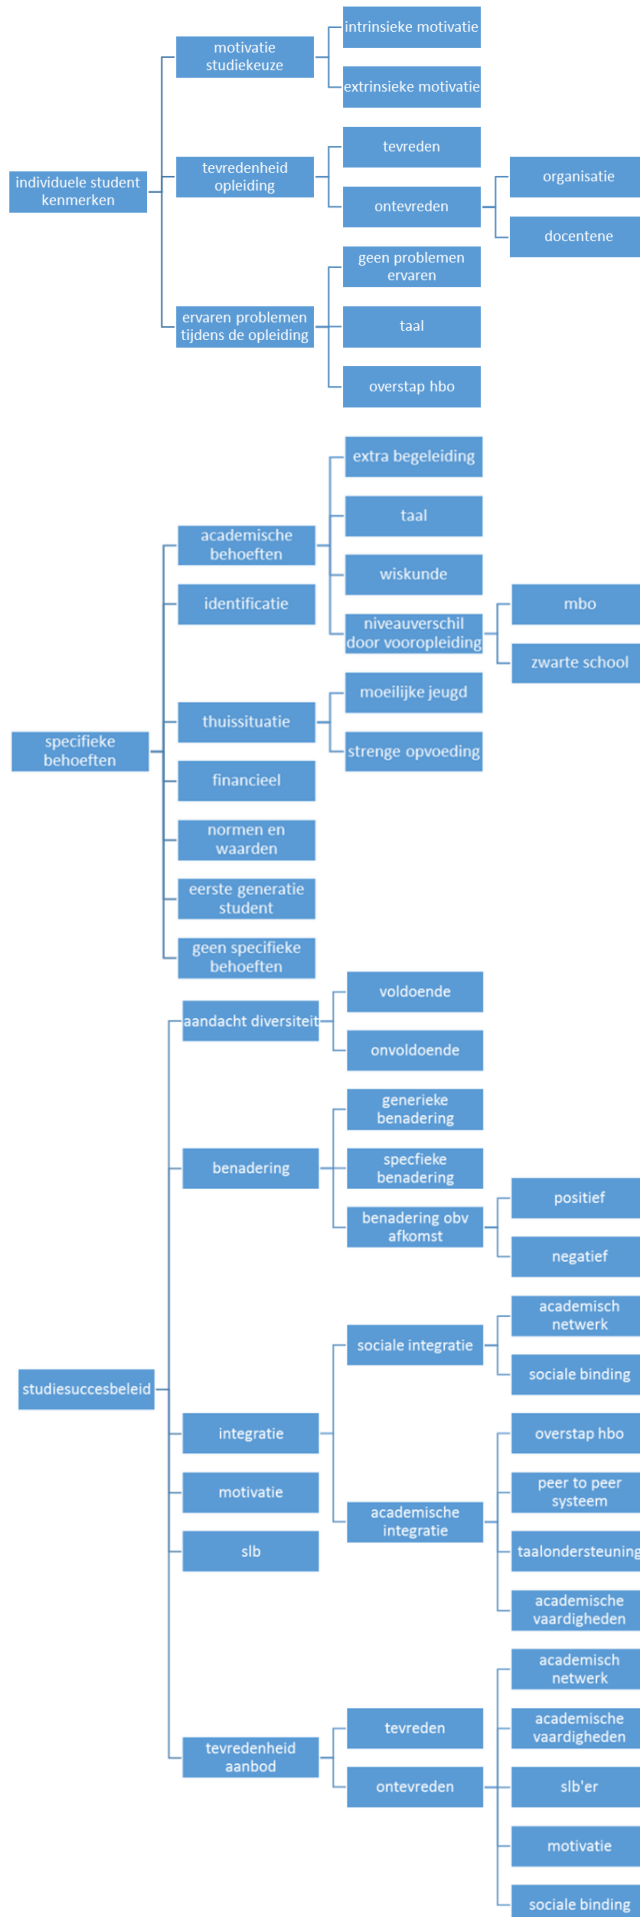 intrinsieke motivatie
motivatie
studiekeuze
extrinsieke motivatie
tevreden
tevredenheid
opleiding
organisatie
individuele student
kenmerken
ontevreden
docentene
geen problemen
ervaren
ervaren problemen
tijdens de opleiding
taal
overstap hbo
extra begeleiding
taal
academische
behoeften
wiskunde
identificatie
mbo
niveauverschil
door vooropleiding
zwarte school
moeilijke jeugd
thuissituatie
specifieke
behoeften
strenge opvoeding
financieel
normen en
waarden
eerste generatie
student
geen specifieke
behoeften
voldoende
aandacht diversiteit
onvoldoende
generieke
benadering
benadering
specfieke
benadering
positief
benadering obv
afkomst
negatief
academisch
netwerk
sociale integratie
sociale binding
studiesuccesbeleid
integratie
overstap hbo
motivatie
peer to peer
systeem
academische
integratie
slb
taalondersteuning
academische
vaardigheden
academisch
netwerk
tevreden
academische
vaardigheden
tevredenheid
aanbod
ontevreden
slb'er
motivatie
sociale binding